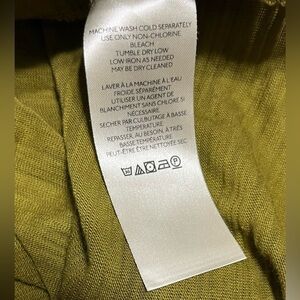 MACHINE WASH COLD SEPARATELY
USE ONLY NON-CHLORINE
BLEACH
TUMBLE DRY LOW
LOW IRON AS NEEDED
MAY BE DRY CLEANED
LAVER À LA MACHINE À L'EAU
FROIDE SÉPARÉMENT
UTILISER UN AGENT DE
BLANCHIMENT SANS CHLORE SI
NÉCESSAIRE
SECHER PAR CULBUTAGE À BASSE
TEMPÉRATURE
REPASSER, AU BESOIN, À TRÈS
BASSE TEMPÉRATURE
PEUT-ÊTRE NETTOYÉ SEC